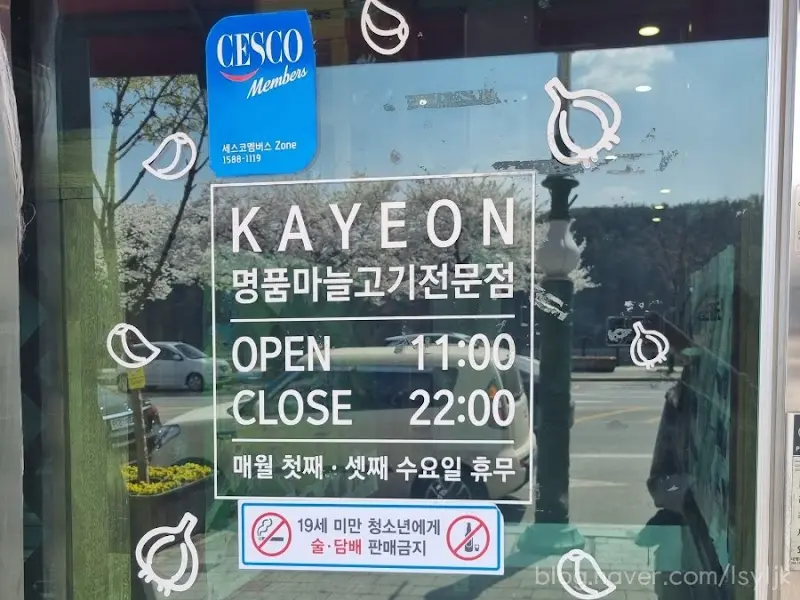 CESCO
Members
세스코멤버스 Zone
1588-1119
KAYEON
명품마늘고기전문점
OPEN 11:00
CLOSE 22:00
매월 첫째·셋째 수요일 휴무
19세 미만 청소년에게
술·담배 판매금지
blog.naver.com/lsyljk